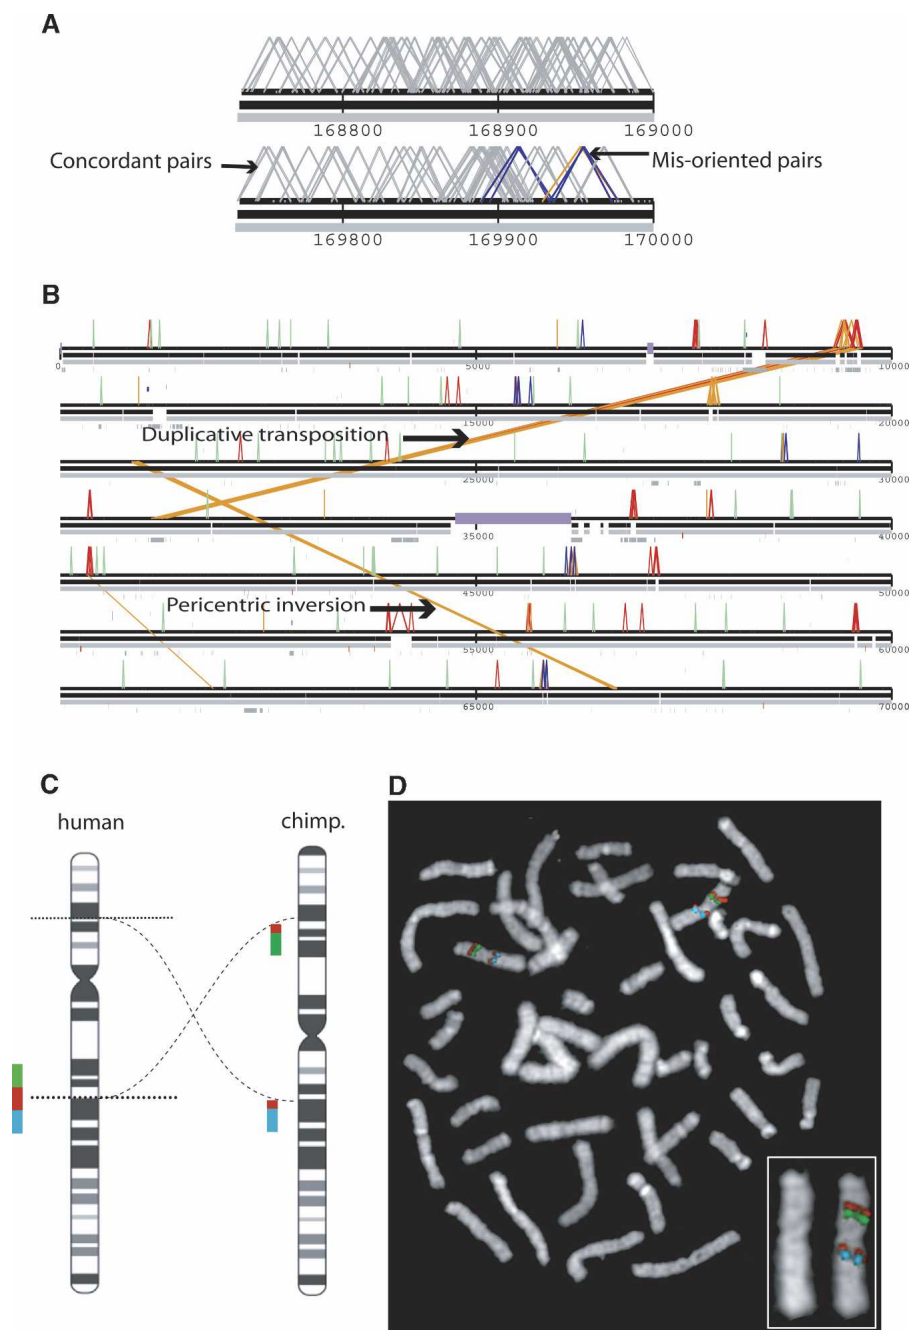 A
168800 168900 169000
Concordant pairs Mis-oriented pairs
169800 169900 170000
B
0 5000 10000
15000 20000
Duplicative transposition
25000 30000
35000 40000
45000 50000
Pericentric inversion
55000 60000
65000 70000
C D
human chimp.